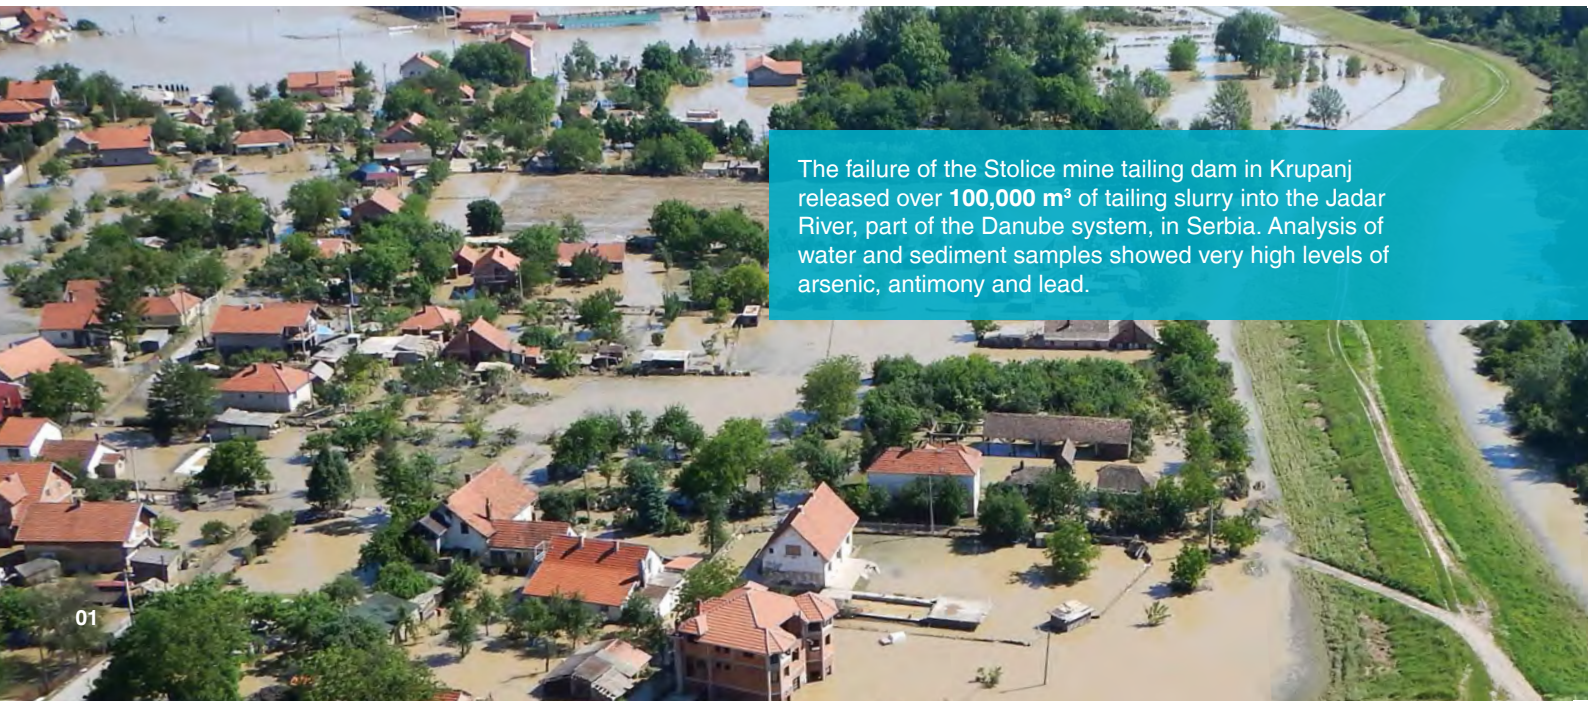 The failure of the Stolice mine tailing dam in Krupanj
released over 100,000 m³ of tailing slurry into the Jadar
River, part of the Danube system, in Serbia. Analysis of
water and sediment samples showed very high levels of
arsenic, antimony and lead.
01